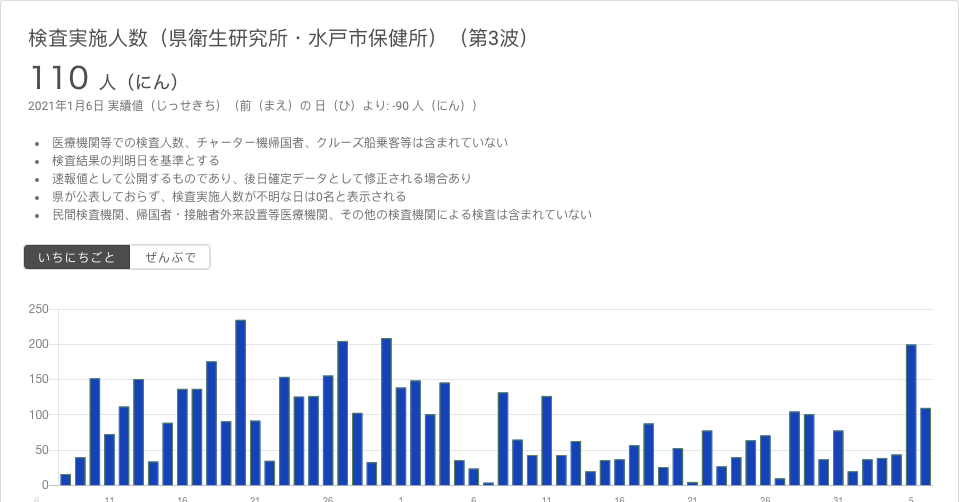 検査実施人数（県衛生研究所・水戸市保健所）（第3波）
110 人（にん）
2021年1月6日 実績値（じっせきち）（前（まえ）の 日（ひ）より: -90 人（にん））
• 医療機関等での検査人数、チャーター機帰国者、クルーズ船乗客等は含まれていない
• 検査結果の判明日を基準とする
• 速報値として公開するものであり、後日確定データとして修正される場合あり
• 県が公表しておらず、検査実施人数が不明な日は0名と表示される
• 民間検査機関、帰国者・接触者外来設置等医療機関、その他の検査機関による検査は含まれていない
いちにちごと ぜんぶで
250
200
150
100
50
0
11 16 21 26 1 6 11 16 21 26 31 5